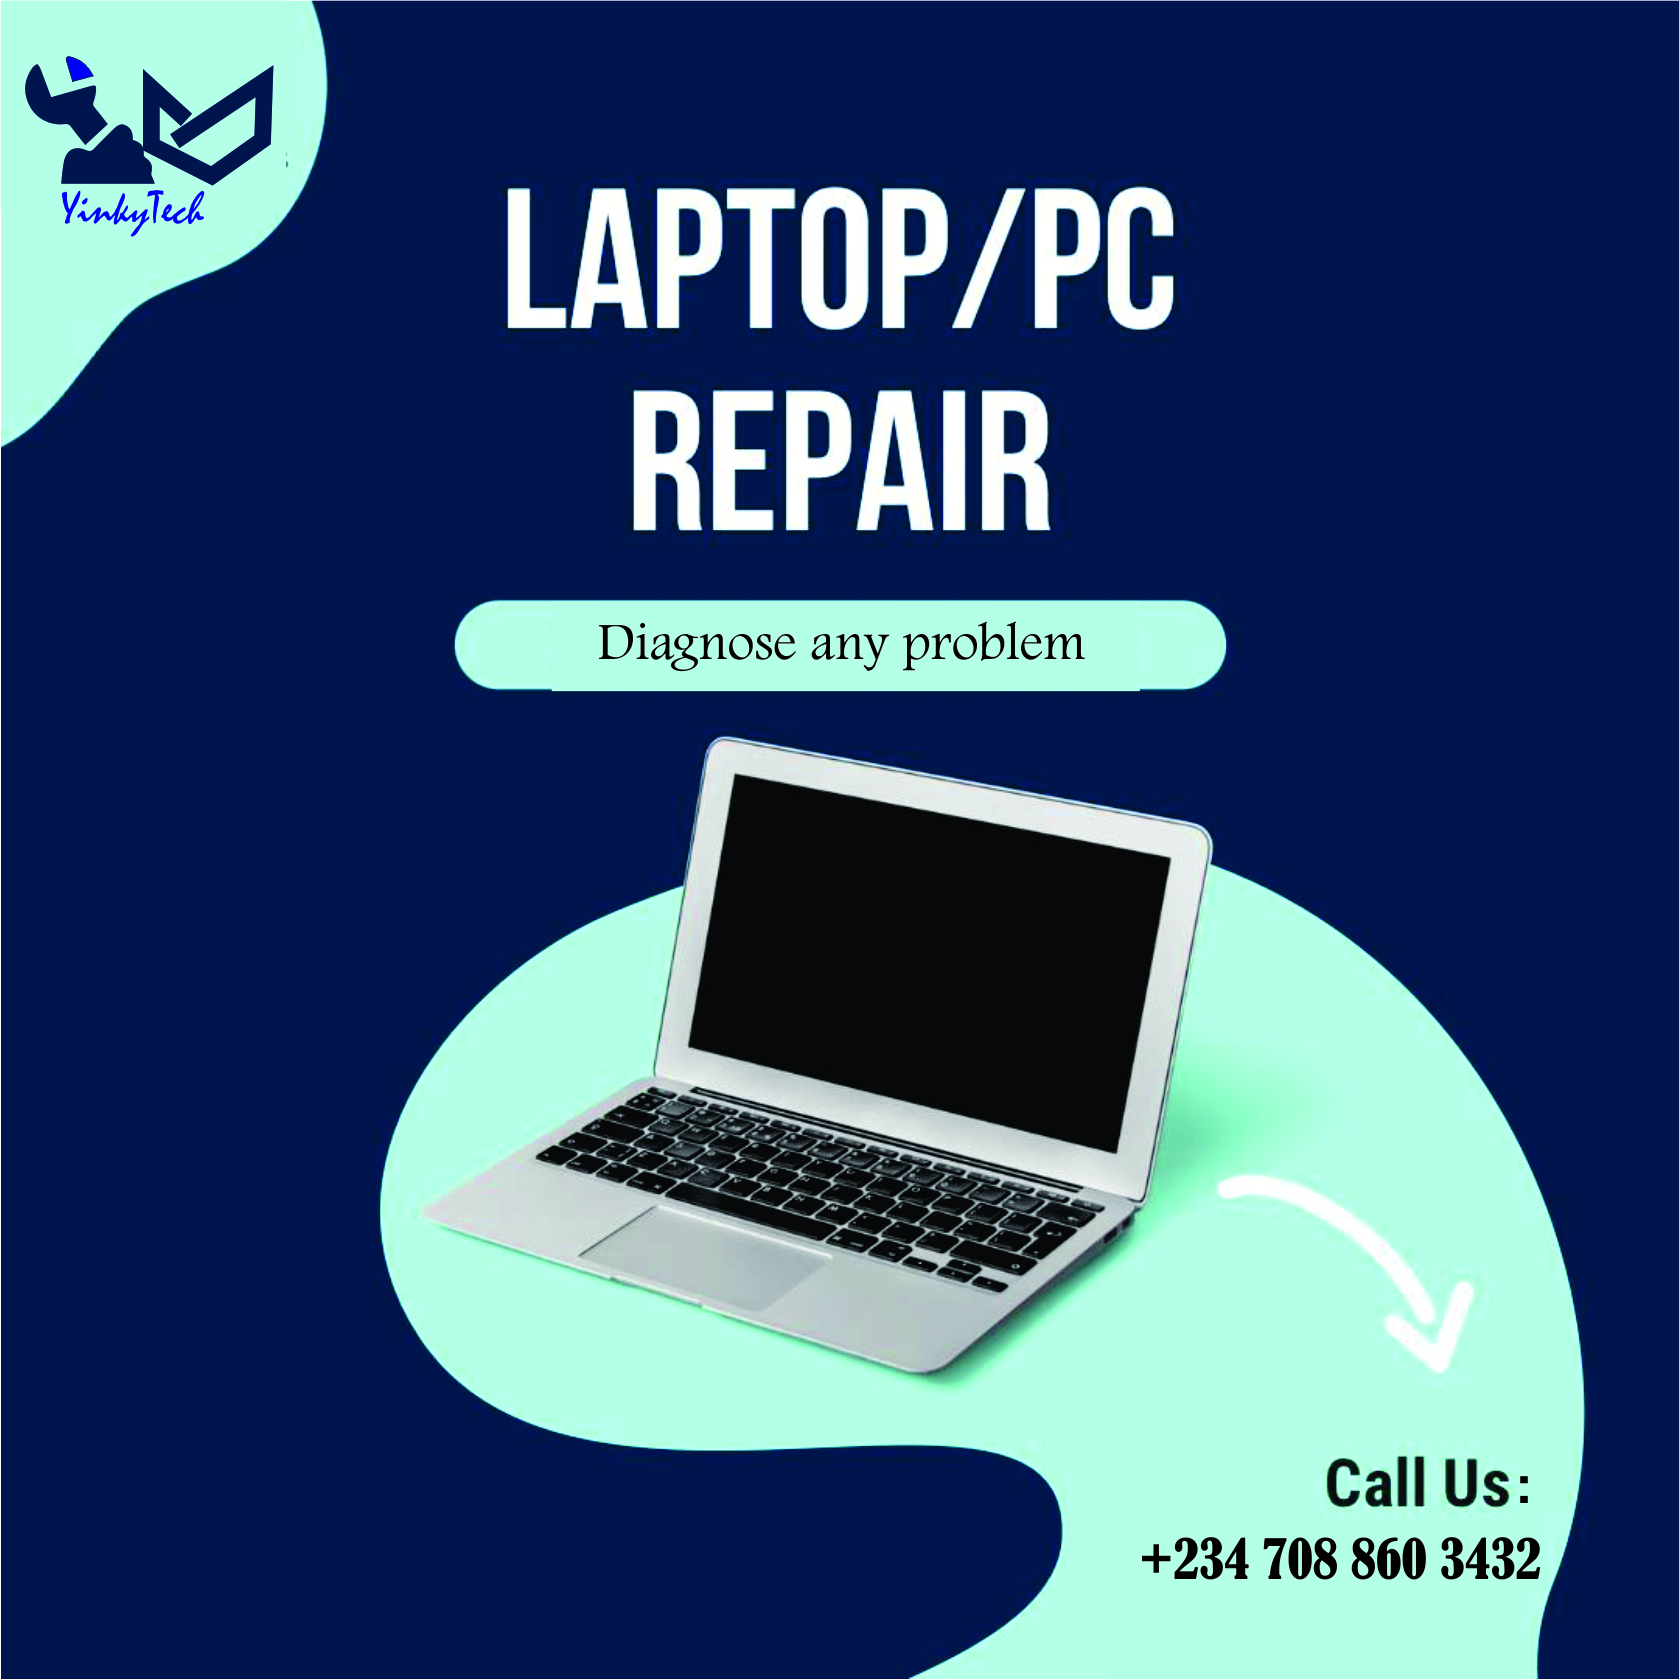 YinkyTech
LAPTOP/PC
REPAIR
Diagnose any problem
Call Us:
+234 708 860 3432